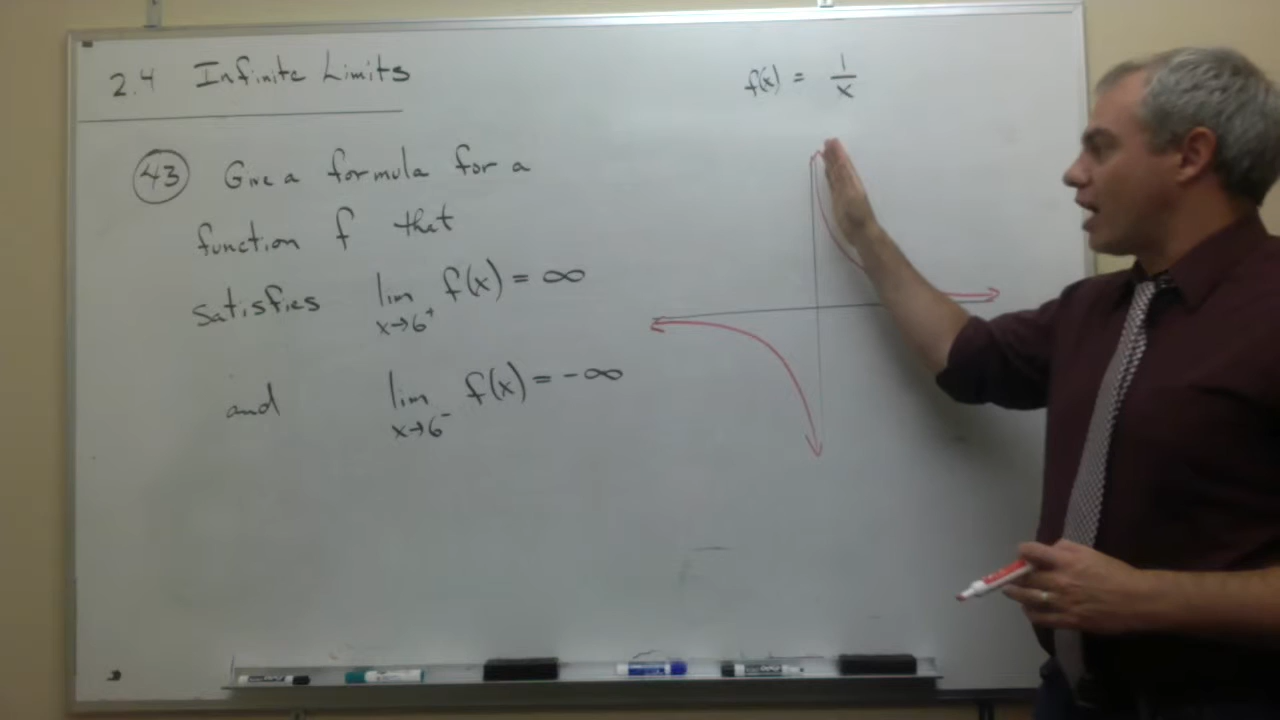 2.4 Infinite Limits
43 Give a formula for a
function f that
satisfies lim f(x) = ∞
x→6⁺
and lim f(x) = -∞
x→6⁻
f(x) = 1/x